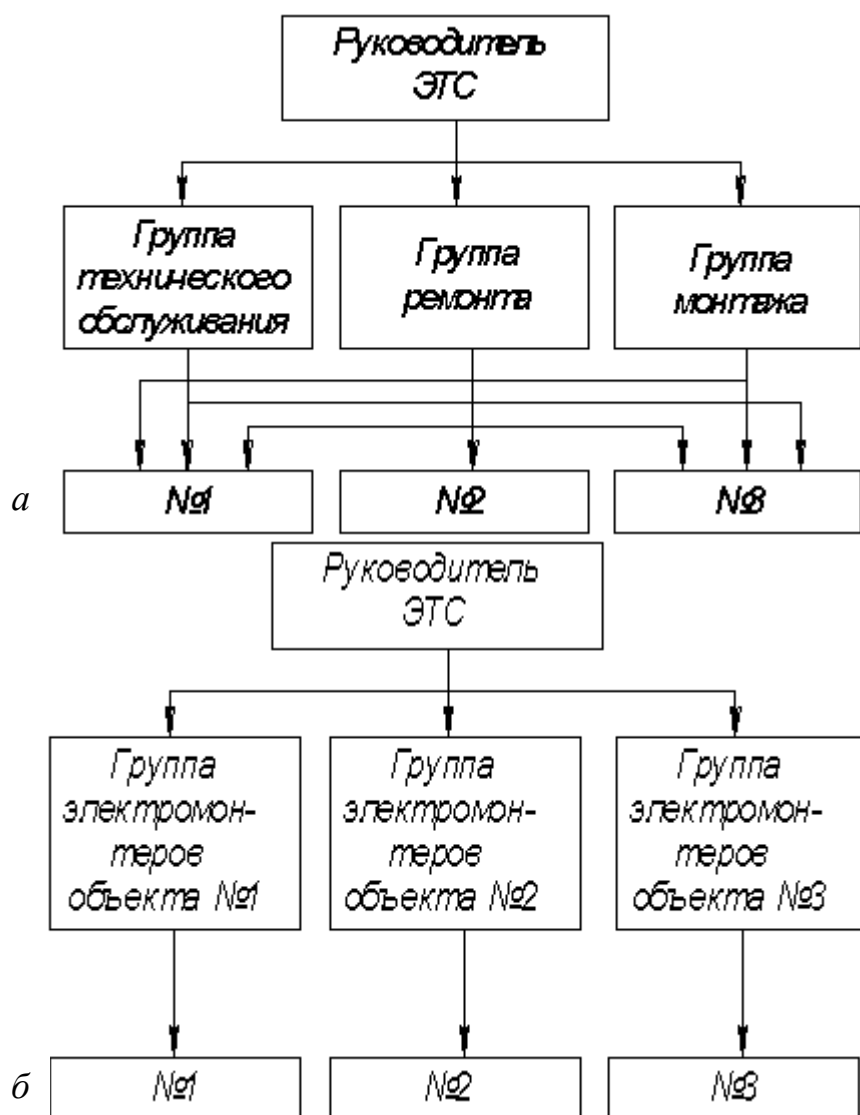 Руководитель
ЭТС
Группа
технического
обслуживания
Группа
ремонта
Группа
монтажа
а
№1
№2
№3
Руководитель
ЭТС
Группа
электромон-
теров
объекта №1
Группа
электромон-
теров
объекта №2
Группа
электромон-
теров
объекта №3
б
№1
№2
№3